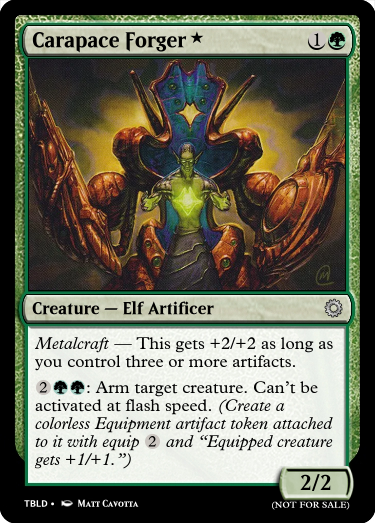 Carapace Forger ★ 1
Creature — Elf Artificer
Metalcraft — This gets +2/+2 as long as
you control three or more artifacts.
2: Arm target creature. Can't be
activated at flash speed. (Create a
colorless Equipment artifact token attached
to it with equip 2 and “Equipped creature
gets +1/+1.”)
2/2
TBLD • Matt Cavotta
(NOT FOR SALE)